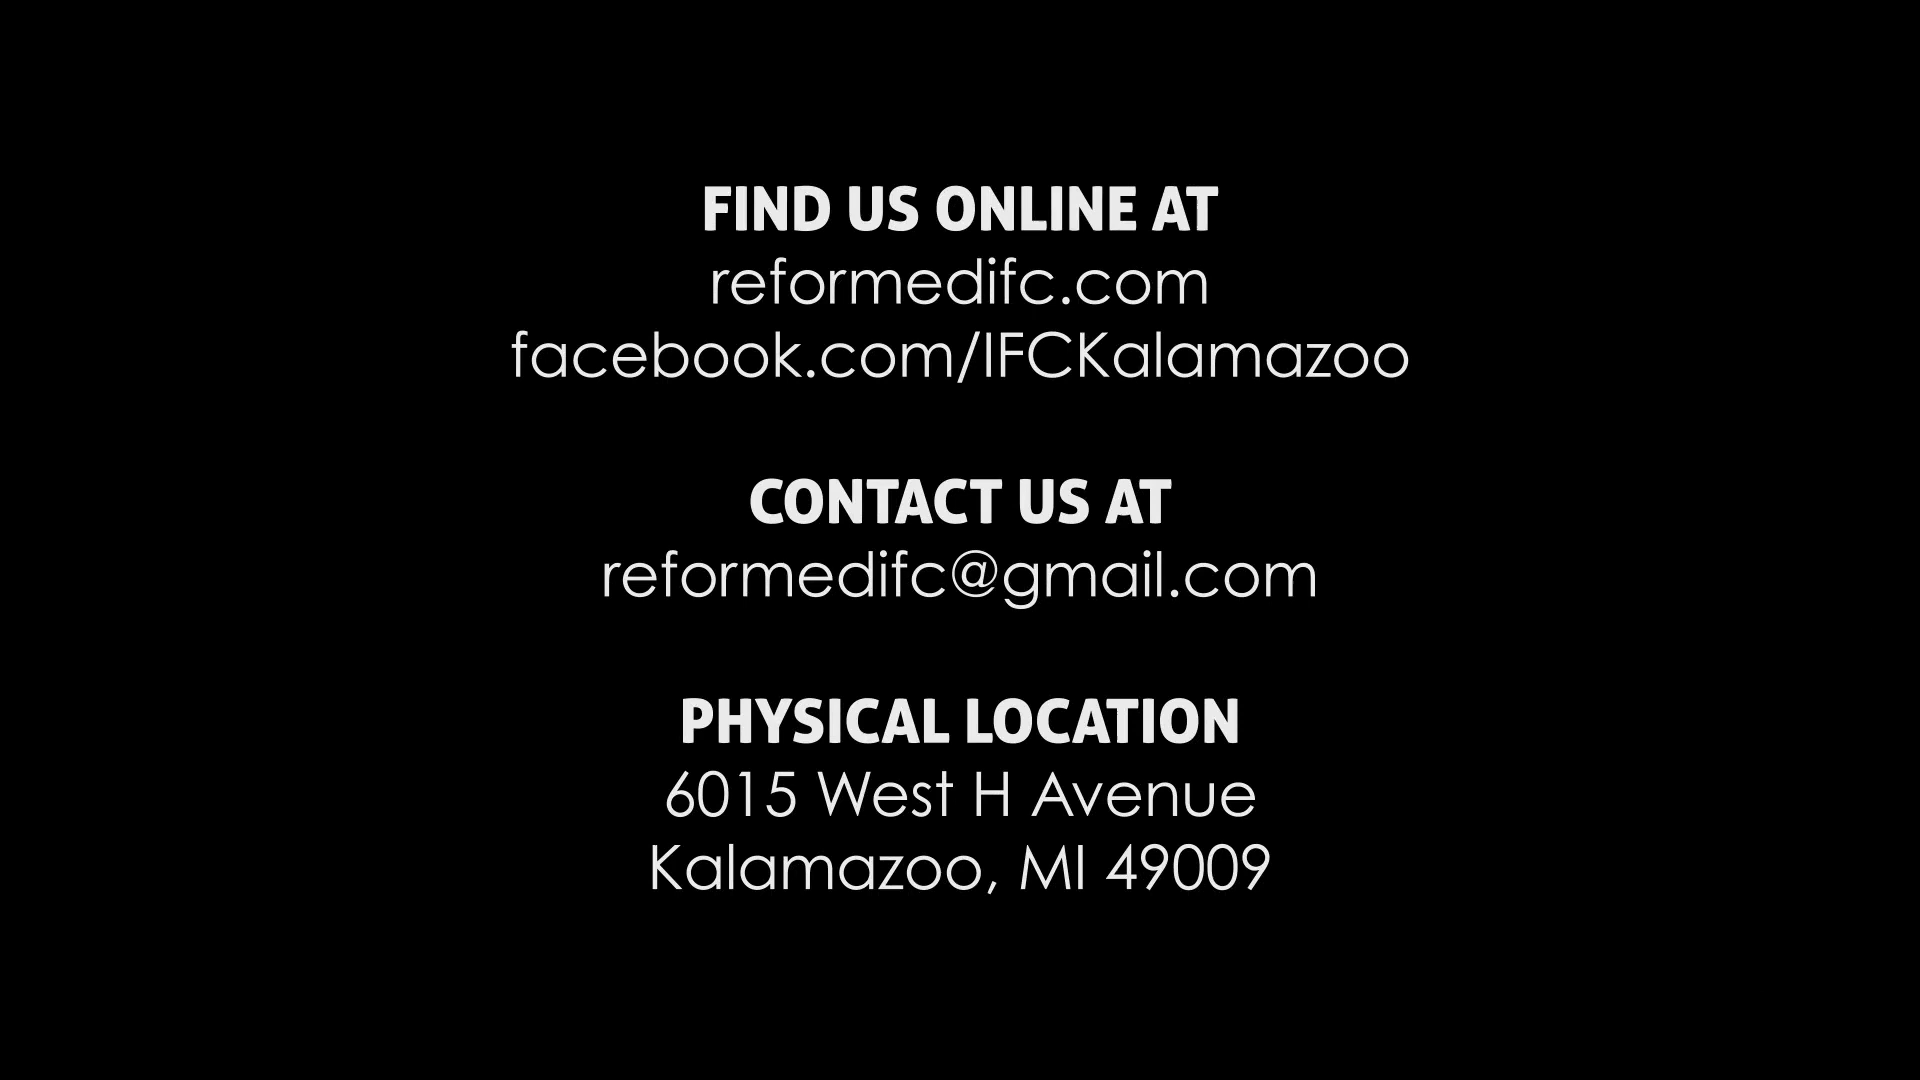 FIND US ONLINE AT
reformedifc.com
facebook.com/IFCKalamazoo
CONTACT US AT
reformedifc@gmail.com
PHYSICAL LOCATION
6015 West H Avenue
Kalamazoo, MI 49009